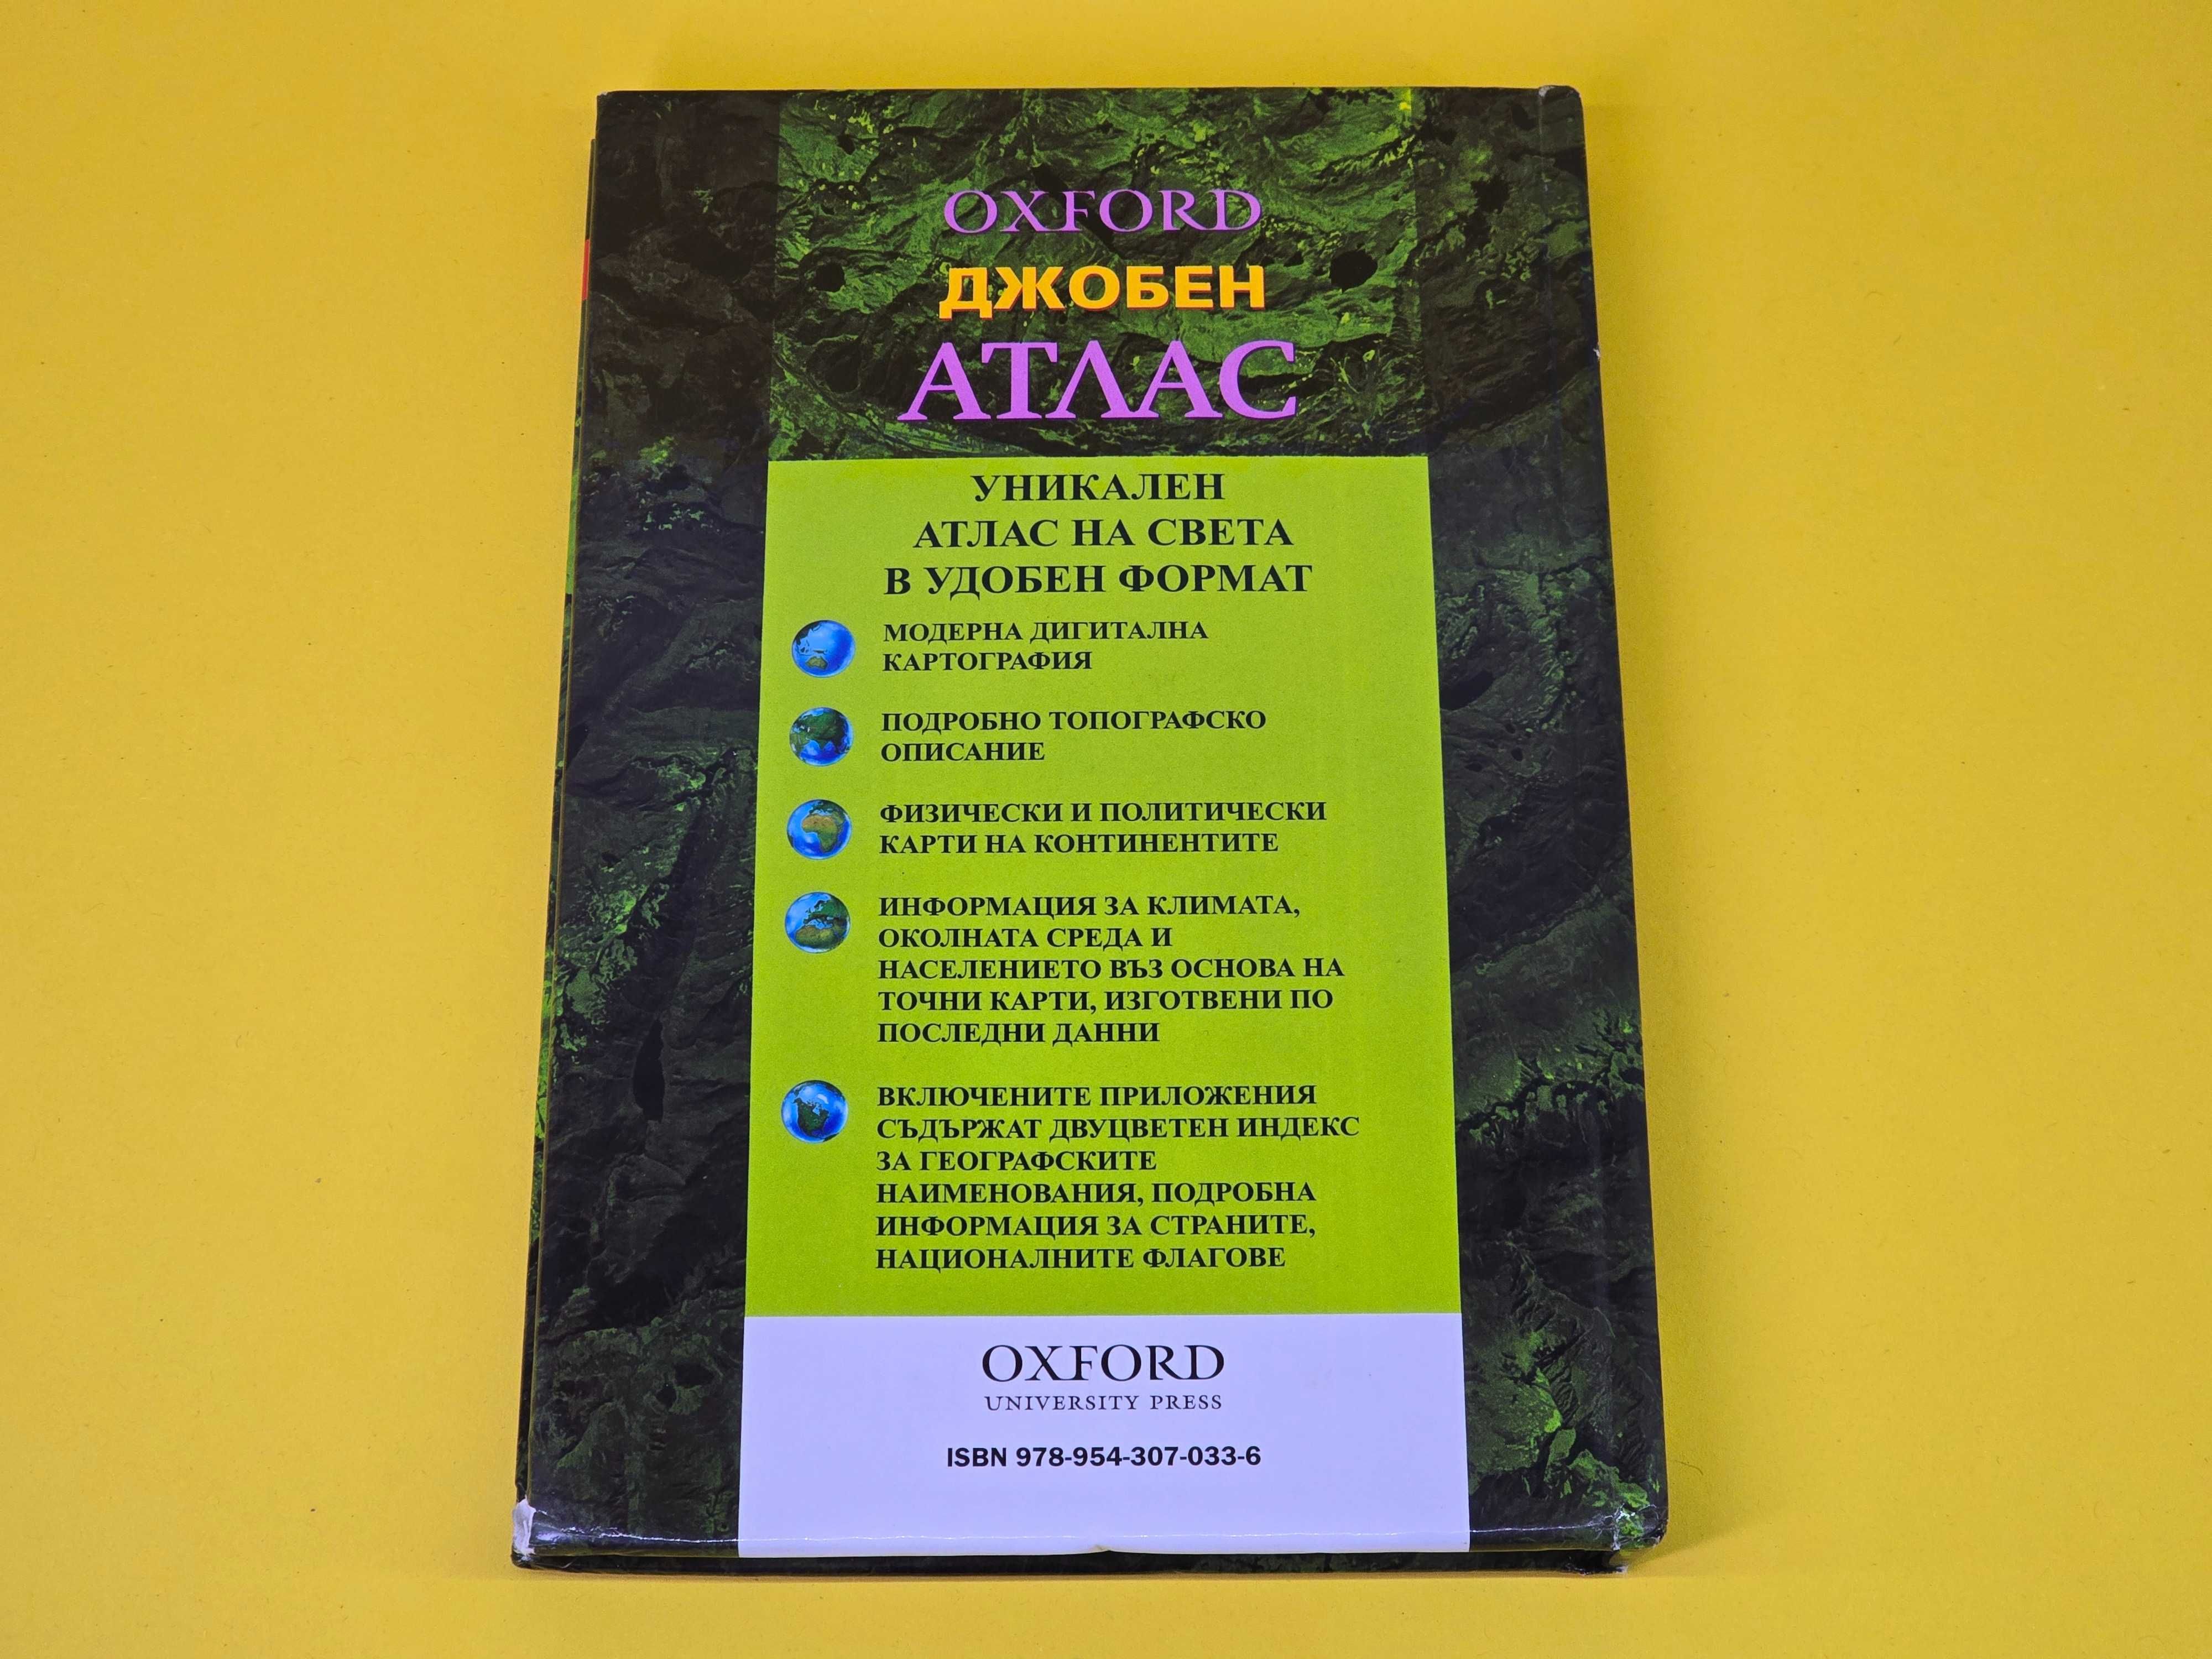 OXFORD
ДЖОБЕН
АТЛАС
УНИКАЛЕН
АТЛАС НА СВЕТА
В УДОБЕН ФОРМАТ
МОДЕРНА ДИГИТАЛНА
КАРТОГРАФИЯ
ПОДРОБНО ТОПОГРАФСКО
ОПИСАНИЕ
ФИЗИЧЕСКИ И ПОЛИТИЧЕСКИ
КАРТИ НА КОНТИНЕНТИТЕ
ИНФОРМАЦИЯ ЗА КЛИМАТА,
ОКОЛНАТА СРЕДА И
НАСЕЛЕНИЕТО ВЪЗ ОСНОВА НА
ТОЧНИ КАРТИ, ИЗГОТВЕНИ ПО
ПОСЛЕДНИ ДАННИ
ВКЛЮЧЕНИТЕ ПРИЛОЖЕНИЯ
СЪДЪРЖАТ ДВУЦВЕТЕН ИНДЕКС
ЗА ГЕОГРАФСКИТЕ
НАИМЕНОВАНИЯ, ПОДРОБНА
ИНФОРМАЦИЯ ЗА СТРАНИТЕ,
НАЦИОНАЛНИТЕ ФЛАГОВЕ
OXFORD
UNIVERSITY PRESS
ISBN 978-954-307-033-6